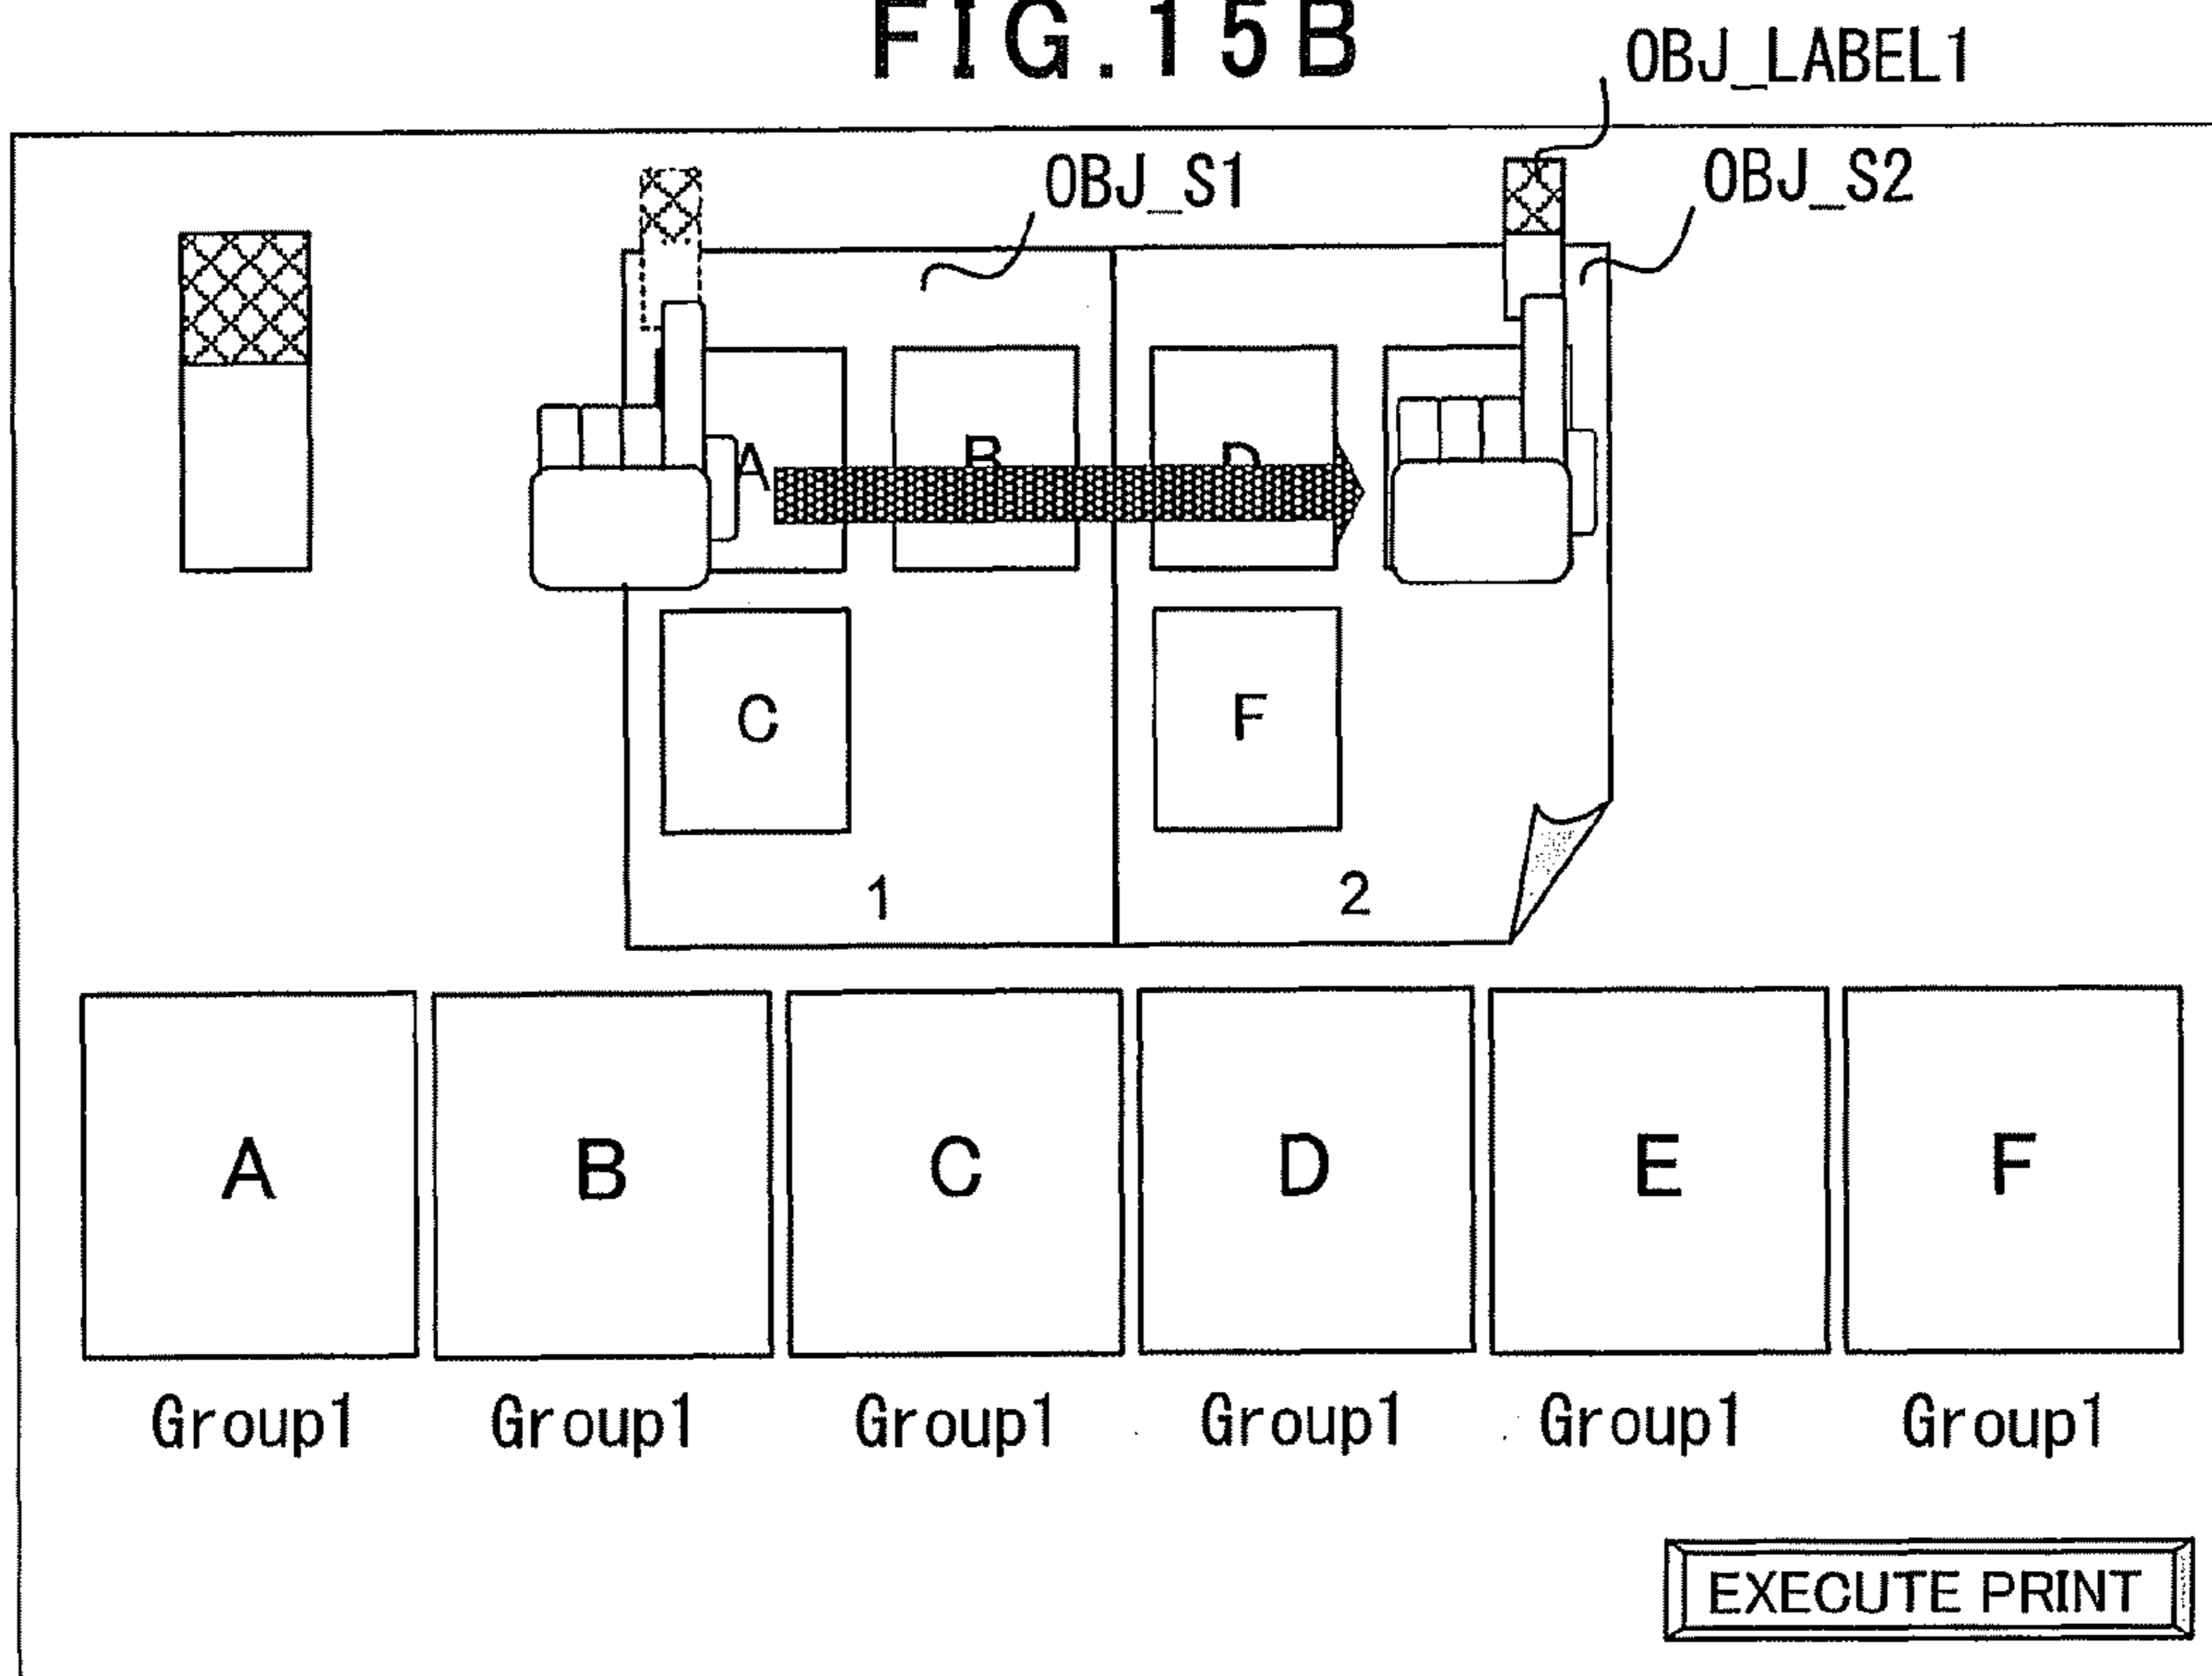 FIG.15B
OBJ_LABEL1
OBJ_S1
OBJ_S2
A B D
C F
1 2
A B C D E F
Group1 Group1 Group1 Group1 Group1 Group1
EXECUTE PRINT